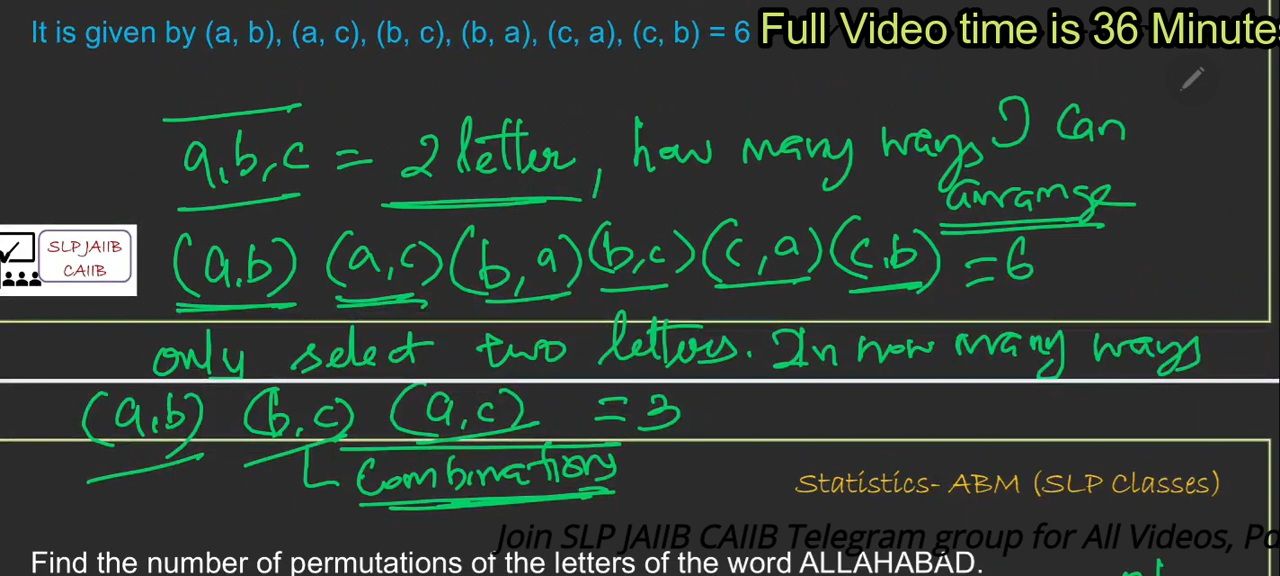 It is given by (a, b), (a, c), (b, c), (b, a), (c, a), (c, b) = 6 Full Video time is 36 Minute
a,b,c = 2 letter, how many ways I can
arrange
(a,b) (a,c) (b,a) (b,c) (c,a) (c,b) = 6
SLP JAIIB
CAIIB
only select two letters. In how many ways
(a,b) (b,c) (a,c) = 3
Combinations
Statistics- ABM (SLP Classes)
Join SLP JAIIB CAIIB Telegram group for All Videos,
Find the number of permutations of the letters of the word ALLAHABAD.